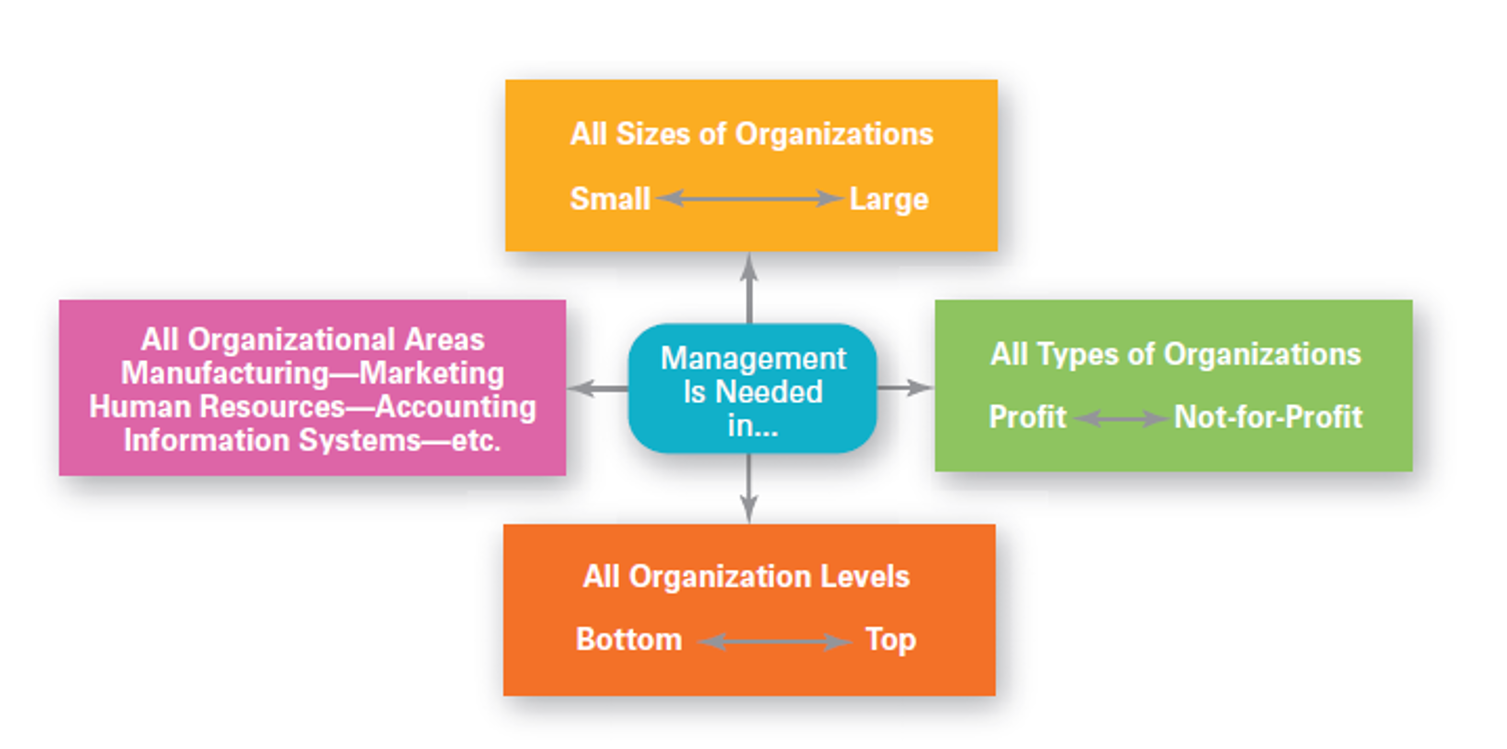 All Sizes of Organizations
Small Large
All Organizational Areas
Manufacturing—Marketing
Human Resources—Accounting
Information Systems—etc.
Management
Is Needed
in...
All Types of Organizations
Profit Not-for-Profit
All Organization Levels
Bottom Top